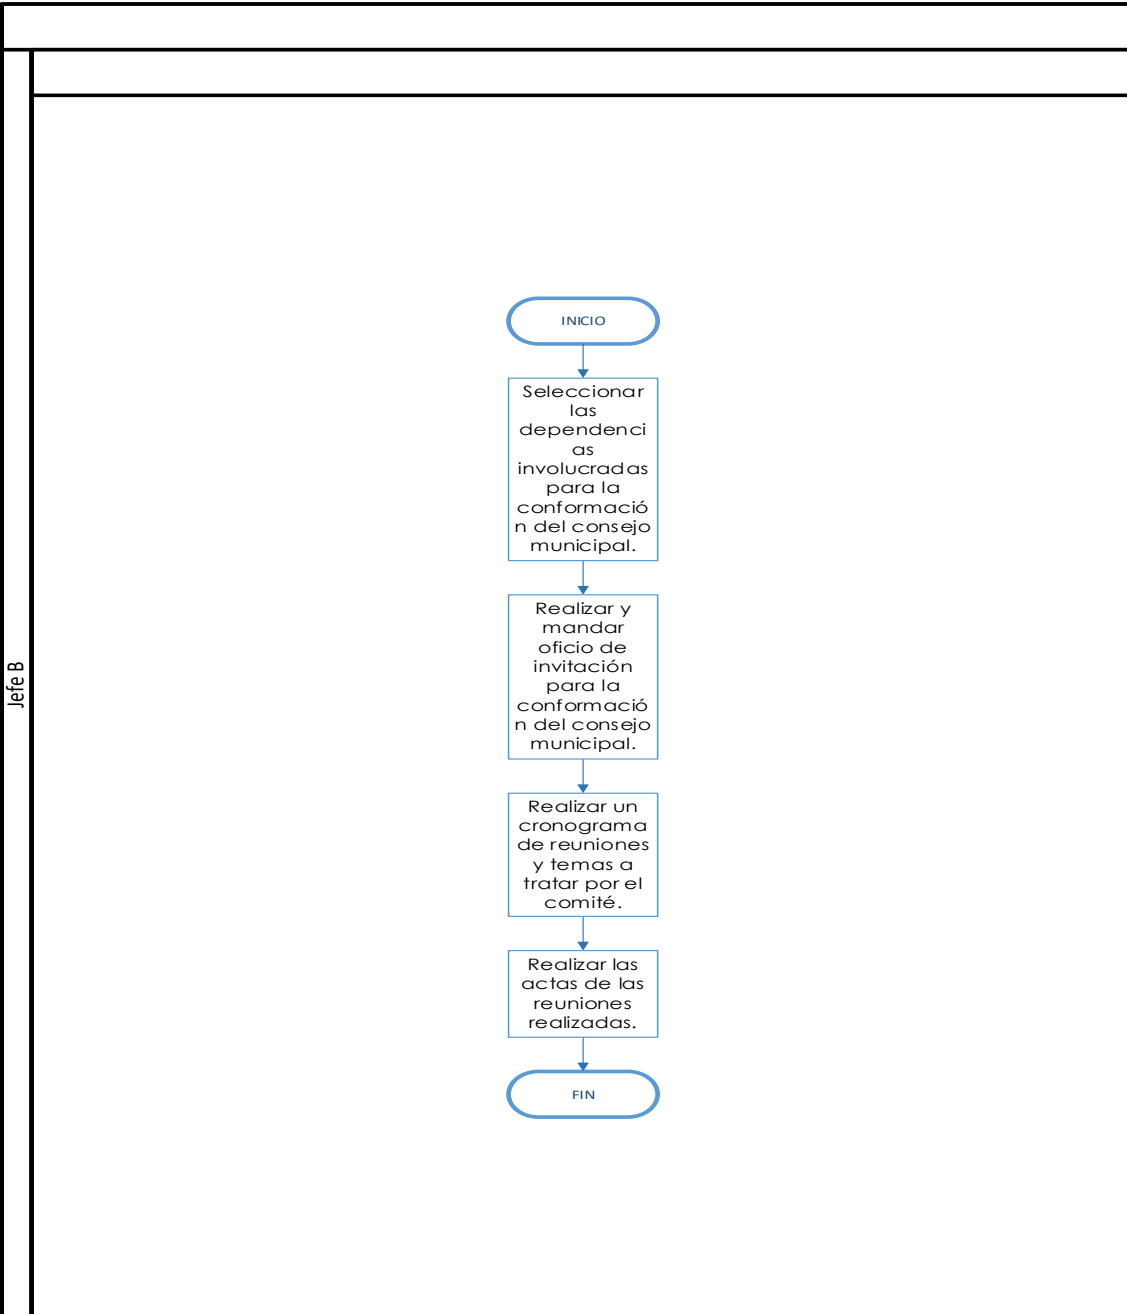 INICIO
Seleccionar
las
dependenci
as
involucradas
para la
conformació
n del consejo
municipal.
Realizar y
mandar
oficio de
invitación
para la
conformació
n del consejo
municipal.
Jefe B
Realizar un
cronograma
de reuniones
y temas a
tratar por el
comité.
Realizar las
actas de las
reuniones
realizadas.
FIN